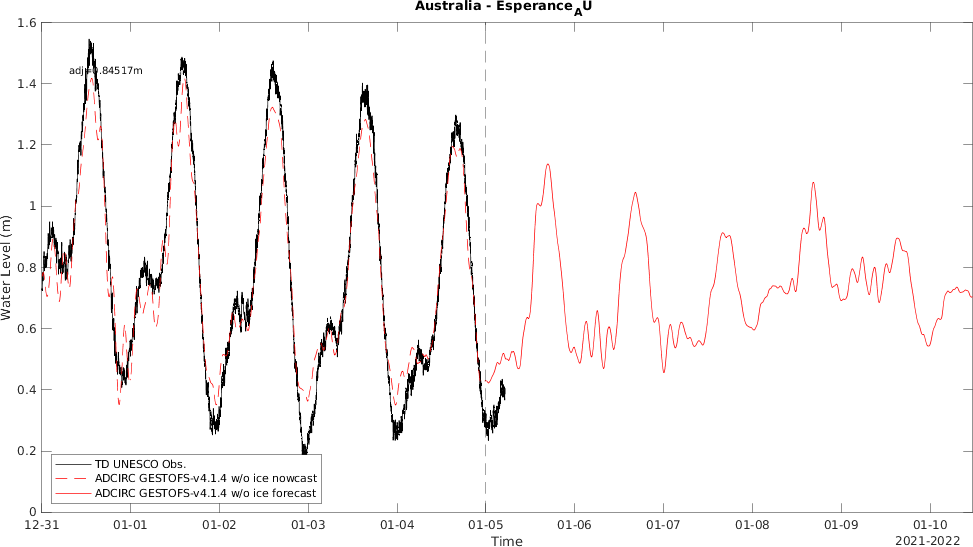 Australia - Esperance_AU
adj=0.84517m
Water Level (m)
1.6
1.4
1.2
1
0.8
0.6
0.4
0.2
0
TD UNESCO Obs.
ADCIRC GESTOFS-v4.1.4 w/o ice nowcast
ADCIRC GESTOFS-v4.1.4 w/o ice forecast
12-31 01-01 01-02 01-03 01-04 01-05 01-06 01-07 01-08 01-09 01-10
Time
2021-2022